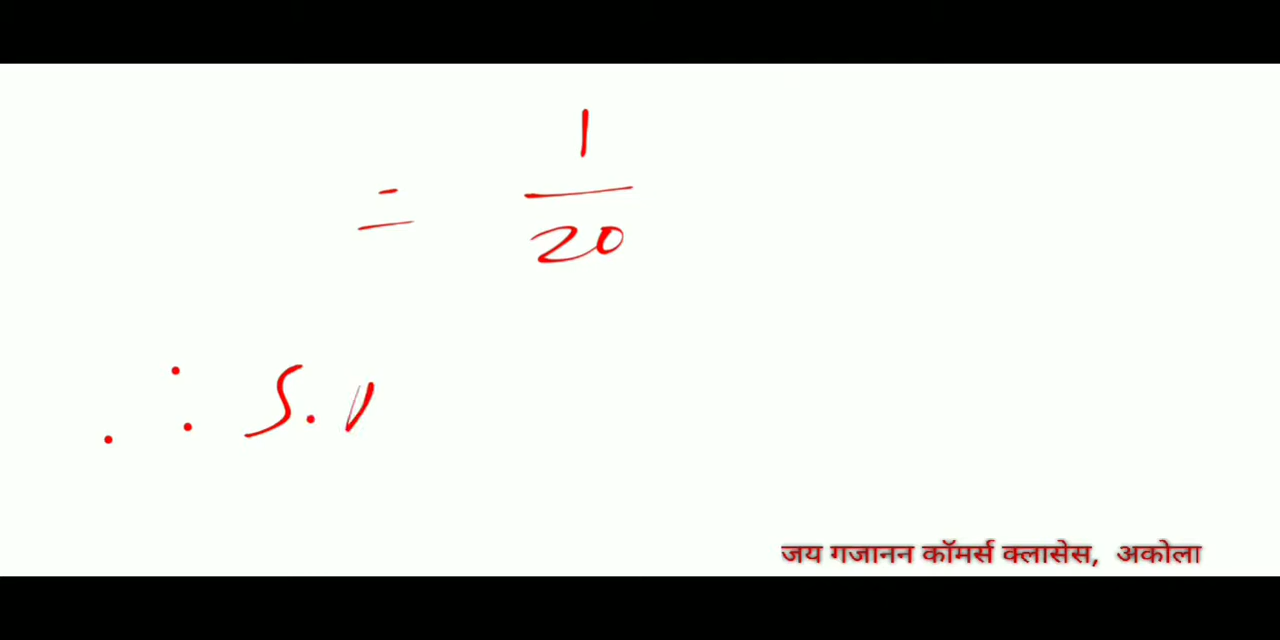 = 1/20
∴ S.
जय गजानन कॉमर्स क्लासेस, अकोला